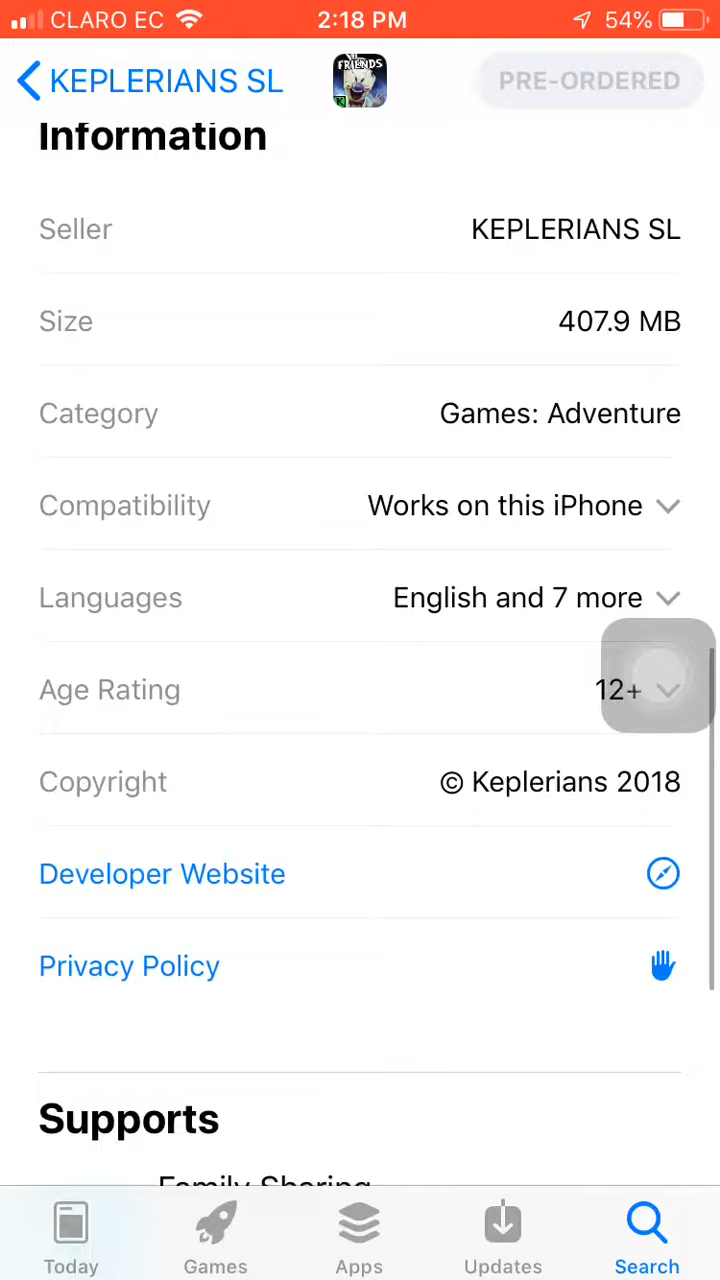 CLARO EC 2:18 PM 54%
KEPLERIANS SL FRIENDS PRE-ORDERED
Information
Seller KEPLERIANS SL
Size 407.9 MB
Category Games: Adventure
Compatibility Works on this iPhone
Languages English and 7 more
Age Rating 12+
Copyright © Keplerians 2018
Developer Website
Privacy Policy
Supports
Family Sharing
Today Games Apps Updates Search